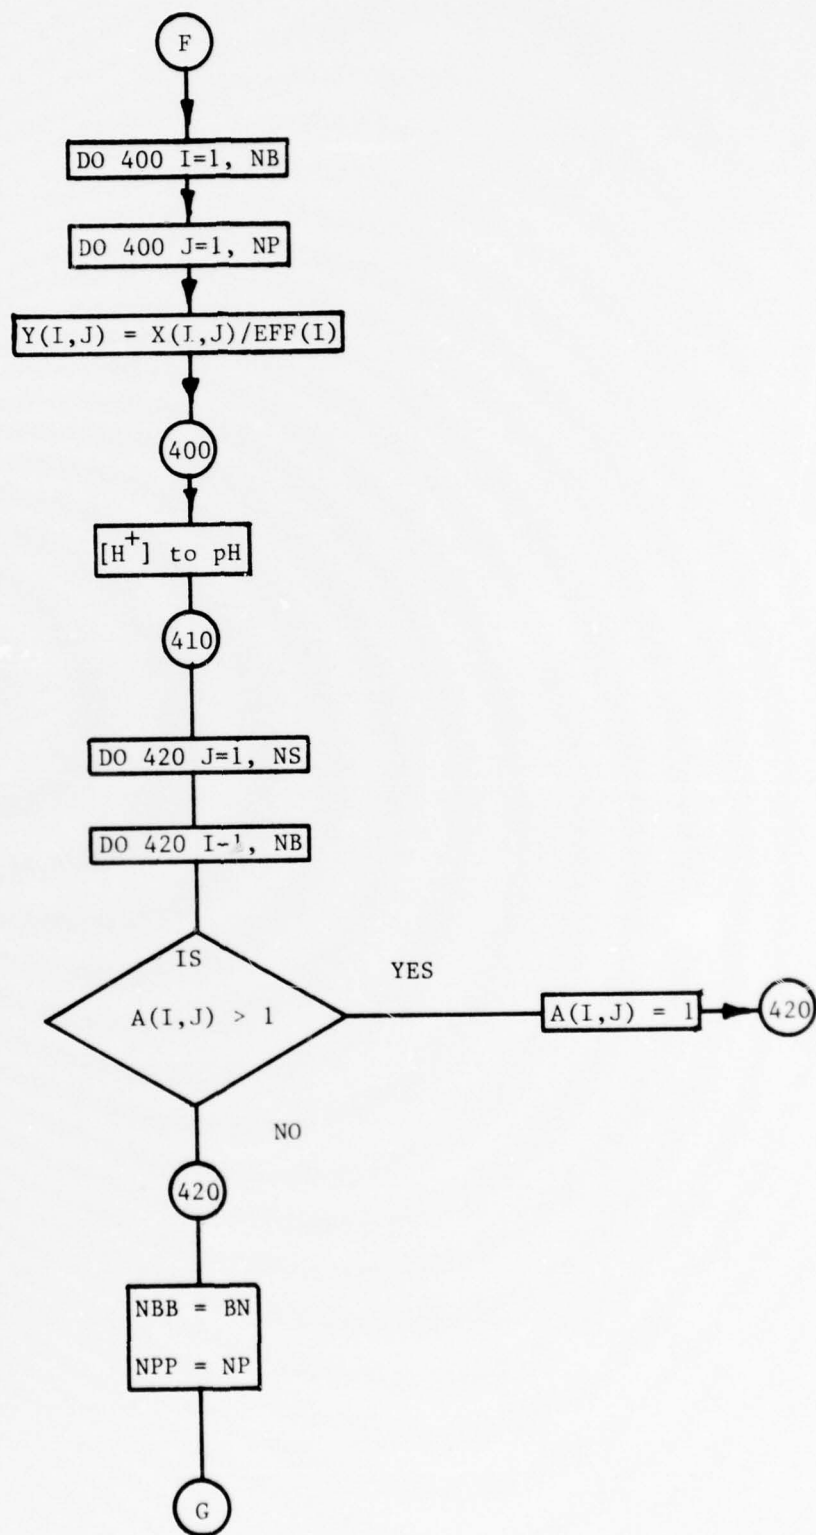 F
DO 400 I=1, NB
DO 400 J=1, NP
Y(I,J) = X(I,J)/EFF(I)
400
[H+] to pH
410
DO 420 J=1, NS
DO 420 I-1, NB
IS
A(I,J) > 1
YES
A(I,J) = 1
420
NO
420
NBB = BN
NPP = NP
G